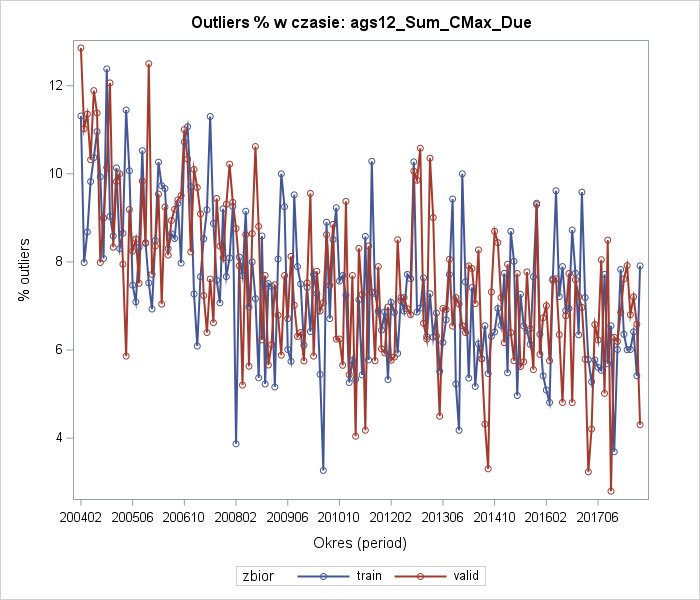 Outliers % w czasie: ags12_Sum_CMax_Due
% outliers
12
10
8
6
4
200402 200506 200610 200802 200906 201010 201202 201306 201410 201602 201706
Okres (period)
zbior train valid